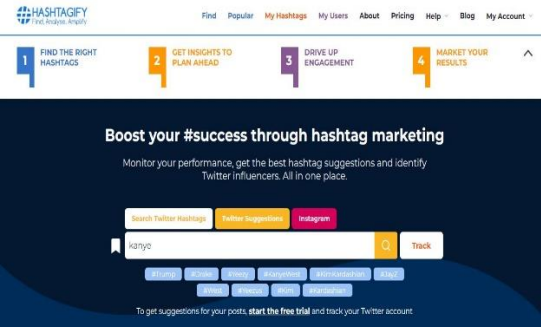 HASHTAGIFY
Find, Analyse, Amplify
Find Popular My Hashtags My Users About Pricing Help Blog My Account
1 FIND THE RIGHT
HASHTAGS
2 GET INSIGHTS TO
PLAN AHEAD
3 DRIVE UP
ENGAGEMENT
4 MARKET YOUR
RESULTS
Boost your #success through hashtag marketing
Monitor your performance, get the best hashtag suggestions and identify
Twitter influencers. All in one place.
Search Twitter Hashtags Twitter Suggestions Instagram
kanye Track
#Trump #Drake #Yeezy #KanyeWest #KimKardashian #JayZ
#West #Yeezus #Kim #Kardashian
To get suggestions for your posts, start the free trial and track your Twitter account